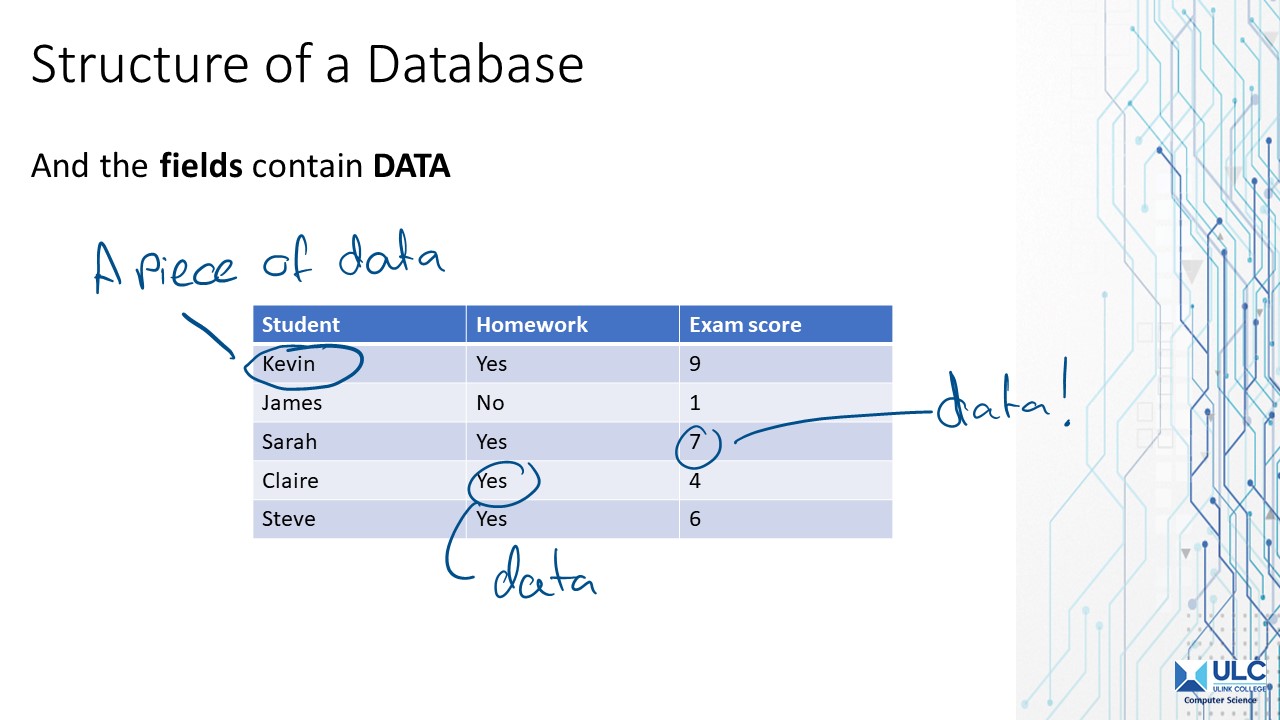 Structure of a Database
And the fields contain DATA
A piece of data
Student Homework Exam score
Kevin Yes 9
James No 1
Sarah Yes 7
data!
Claire Yes 4
Steve Yes 6
data
ULC
ULINK COLLEGE
Computer Science